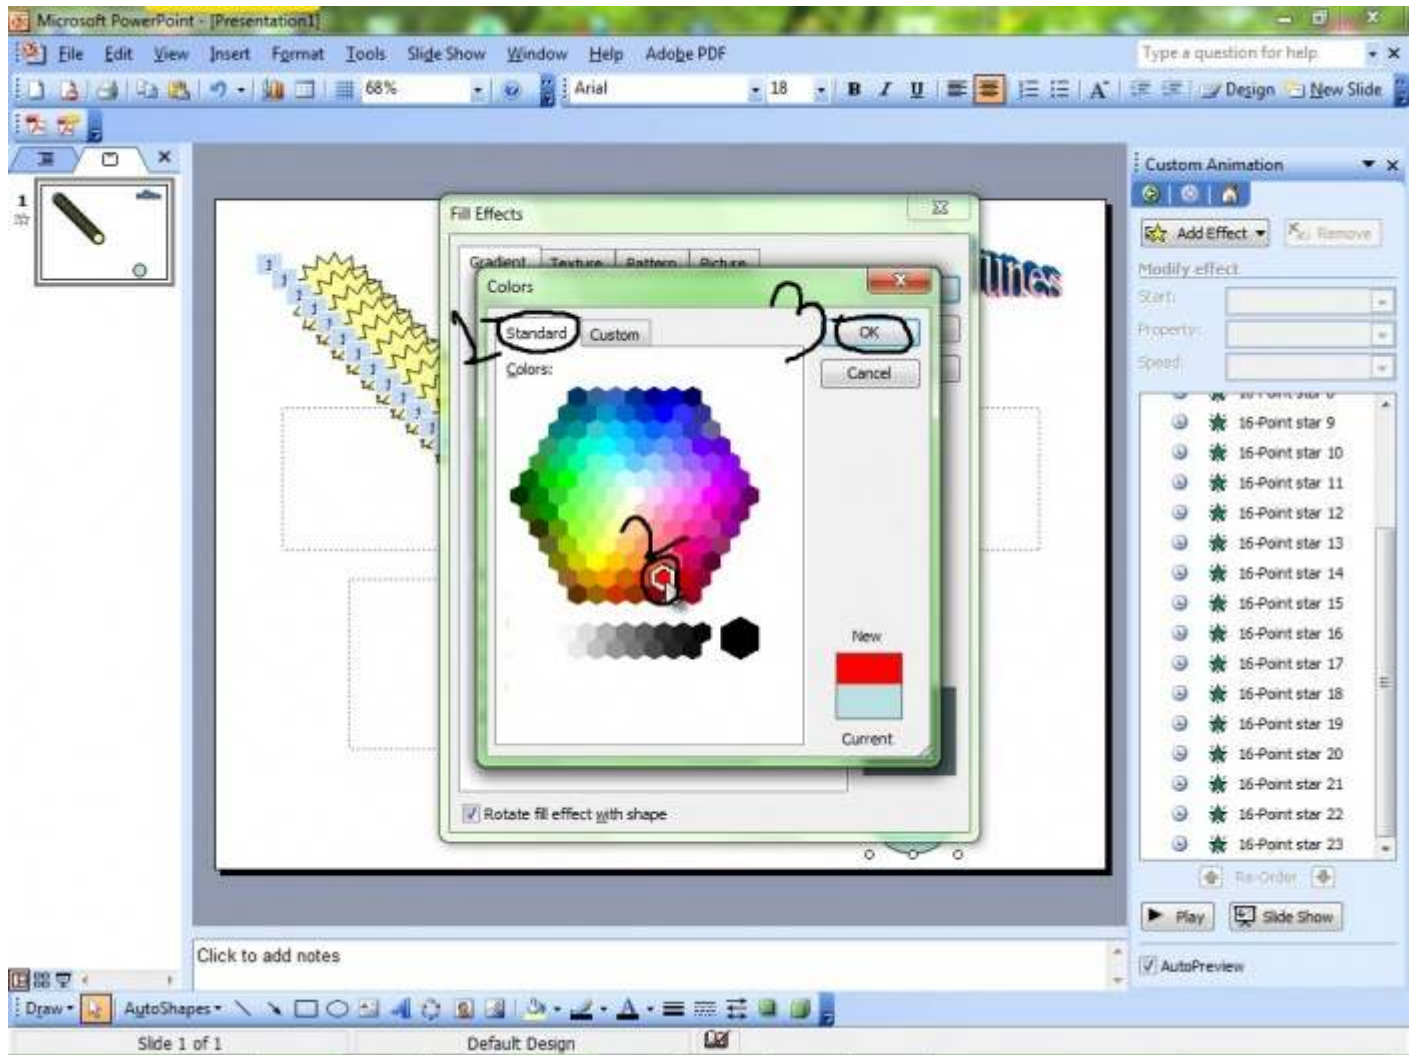 Microsoft PowerPoint - [Presentation1]
File Edit View Insert Format Tools Slide Show Window Help Adobe PDF
Type a question for help
68% Arial 18 B I U A Design New Slide
Custom Animation
1
Add Effect Remove
Modify effect
Start:
Property:
Speed:
Fill Effects
Gradient Texture Pattern Picture
Colors
1 Standard Custom 3 OK
Colors: Cancel
2
New
Current
Rotate fill effect with shape
16-Point star 9
16-Point star 10
16-Point star 11
16-Point star 12
16-Point star 13
16-Point star 14
16-Point star 15
16-Point star 16
16-Point star 17
16-Point star 18
16-Point star 19
16-Point star 20
16-Point star 21
16-Point star 22
16-Point star 23
Re-Order
Play Slide Show
AutoPreview
Click to add notes
Draw AutoShapes A
Slide 1 of 1 Default Design